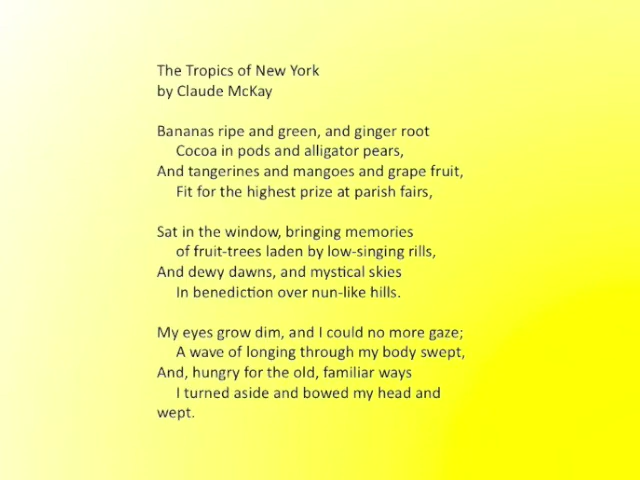 The Tropics of New York
by Claude McKay
Bananas ripe and green, and ginger root
Cocoa in pods and alligator pears,
And tangerines and mangoes and grape fruit,
Fit for the highest prize at parish fairs,
Sat in the window, bringing memories
of fruit-trees laden by low-singing rills,
And dewy dawns, and mystical skies
In benediction over nun-like hills.
My eyes grow dim, and I could no more gaze;
A wave of longing through my body swept,
And, hungry for the old, familiar ways
I turned aside and bowed my head and
wept.